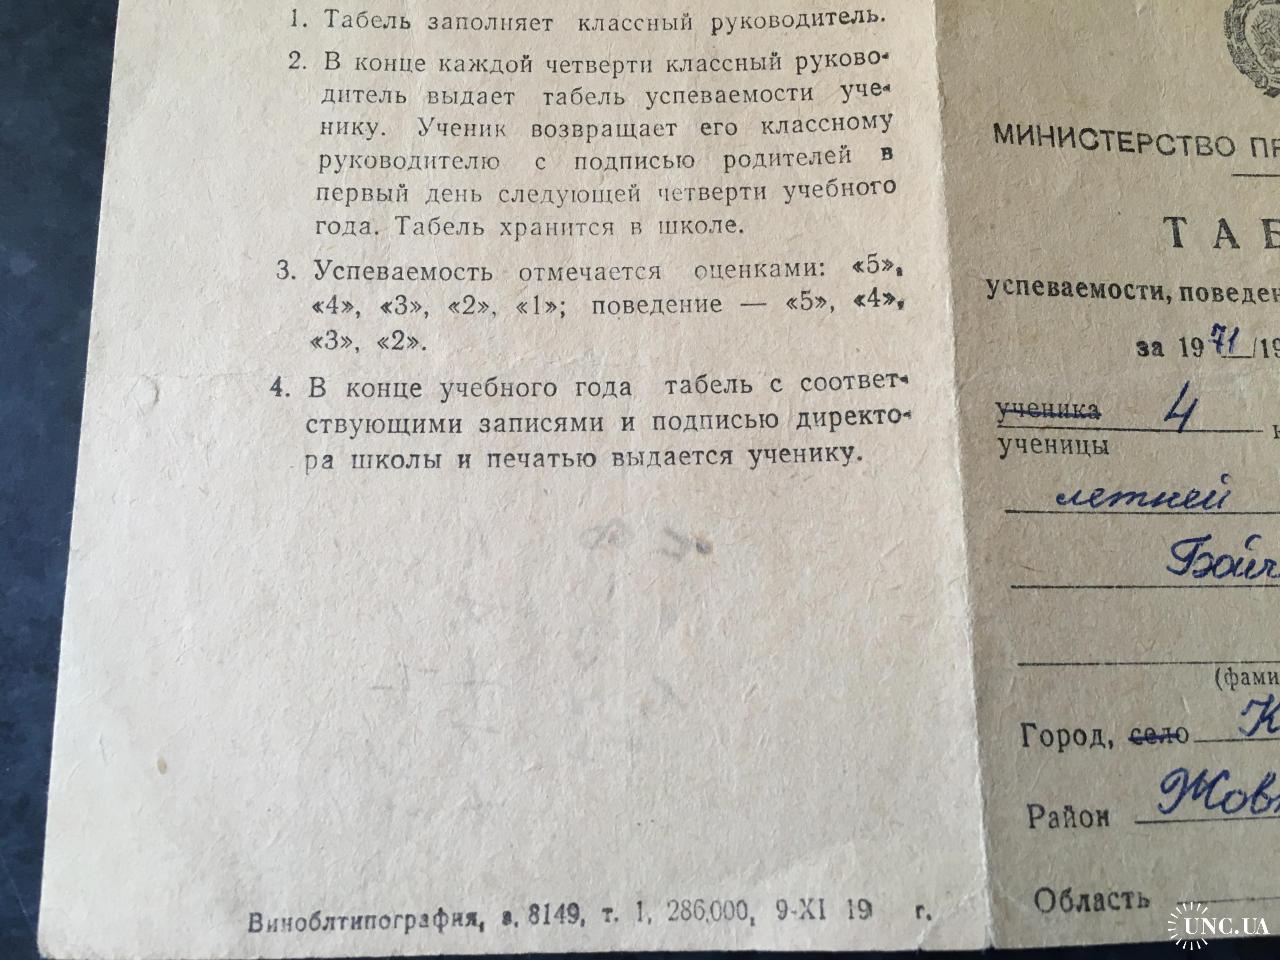 1. Табель заполняет классный руководитель.
2. В конце каждой четверти классный руково-
дитель выдает табель успеваемости уче-
нику. Ученик возвращает его классному
руководителю с подписью родителей в
первый день следующей четверти учебного
года. Табель хранится в школе.
3. Успеваемость отмечается оценками: «5»,
«4», «3», «2», «1»; поведение — «5», «4»,
«3», «2».
4. В конце учебного года табель с соответ-
ствующими записями и подписью директо-
ра школы и печатью выдается ученику.
Виноблтипография, з. 8149, т. 1, 286,000, 9-XI 19 г.
МИНИСТЕРСТВО ПР
ТАБ
успеваемости, поведен
за 1971/19
ученика 4
ученицы
летней
Бойч
(фами
Город, село К
Район Жов
Область
UNC.UA